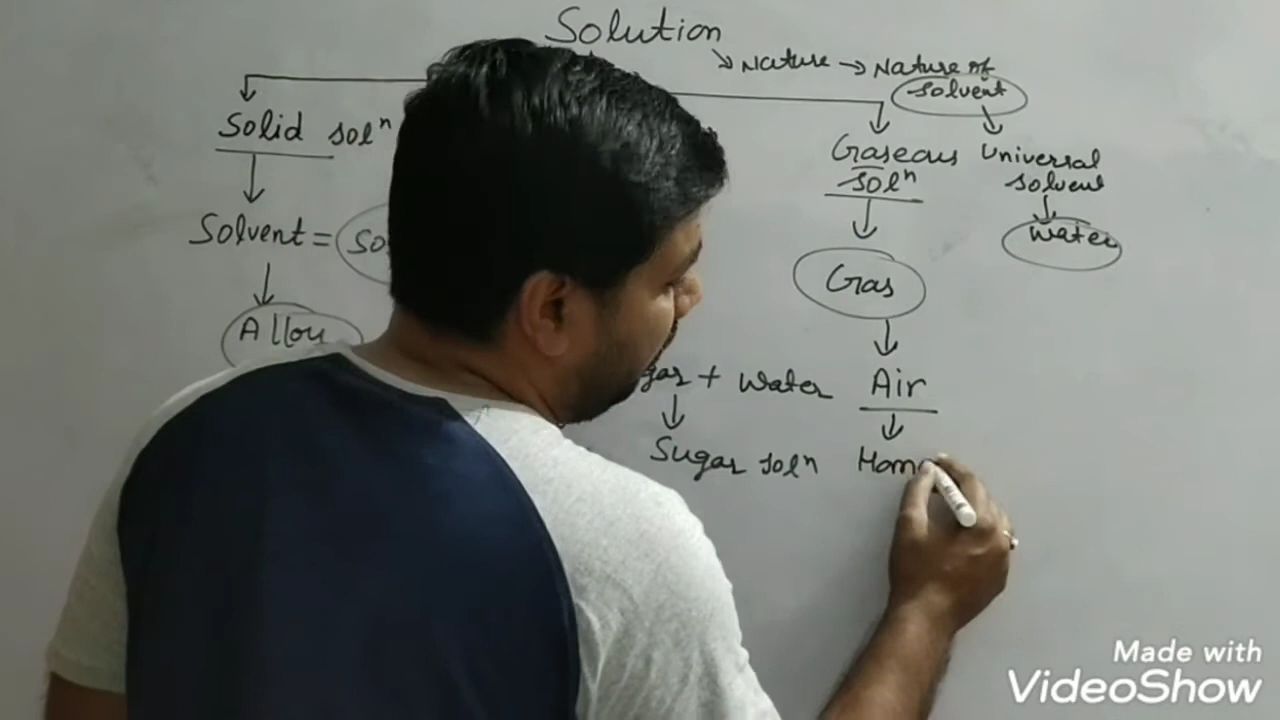 Solution
Nature → Nature of
Solvent
Solid solⁿ
Gaseous
solⁿ
Universal
solvent
Water
Solvent =
Gas
Allou
+ Water
Air
Sugar solⁿ
Homo
Made with
VideoShow